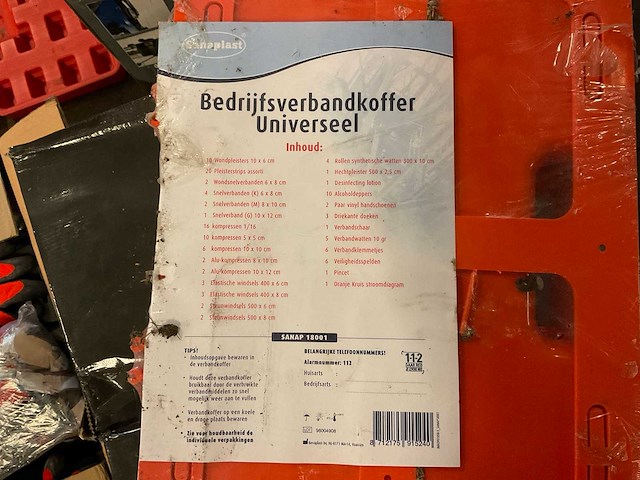 Sanaplast
Bedrijfsverbandkoffer
Universeel
Inhoud:
10 Wondpleisters 10 x 6 cm
20 Pleisterstrips assorti
2 Wondsnelverbanden 6 x 8 cm
4 Snelverbanden (K) 6 x 8 cm
2 Snelverbanden (M) 8 x 10 cm
1 Snelverband (G) 10 x 12 cm
16 kompressen 1/16
10 kompressen 5 x 5 cm
6 kompressen 10 x 10 cm
2 Alu-kompressen 8 x 10 cm
2 Alu-kompressen 10 x 12 cm
3 Elastische windsels 400 x 6 cm
3 Elastische windsels 400 x 8 cm
2 Steunwindsels 500 x 6 cm
2 Steunwindsels 500 x 8 cm
4 Rollen synthetische watten 300 x 10 cm
1 Hechtpleister 500 x 2,5 cm
1 Desinfecting lotion
10 Alcoholdeppers
2 Paar vinyl handschoenen
3 Driekante doeken
1 Verbandschaar
5 Verbandwatten 10 gr
6 Verbandklemmetjes
6 Veiligheidsspelden
1 Pincet
1 Oranje Kruis stroomdiagram
SANAP 18001
TIPS!
• Inhoudsopgave bewaren in
de verbandkoffer
• Houdt deze verbandkoffer
bruikbaar door de verbruikte
verbandmiddelen zo snel
mogelijk weer aan te vullen
Verbandkoffer op een koele
en droge plaats bewaren
• Zie voor houdbaarheid de
individuele verpakkingen
BELANGRIJKE TELEFOONNUMMERS!
Alarmnummer: 112
Huisarts :
Bedrijfsarts :
1-1-2
LOT
8 712175 915240